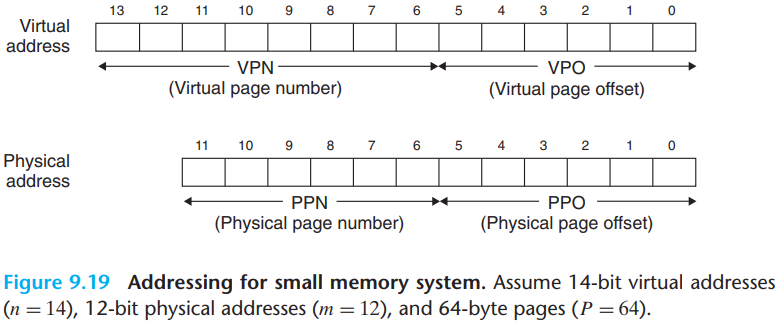 13 12 11 10 9 8 7 6 5 4 3 2 1 0
Virtual
address
VPN VPO
(Virtual page number) (Virtual page offset)
11 10 9 8 7 6 5 4 3 2 1 0
Physical
address
PPN PPO
(Physical page number) (Physical page offset)
Figure 9.19 Addressing for small memory system. Assume 14-bit virtual addresses
(n = 14), 12-bit physical addresses (m = 12), and 64-byte pages (P = 64).